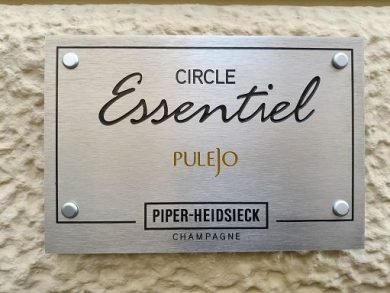 CIRCLE
Essentiel
PULEJO
PIPER-HEIDSIECK
CHAMPAGNE